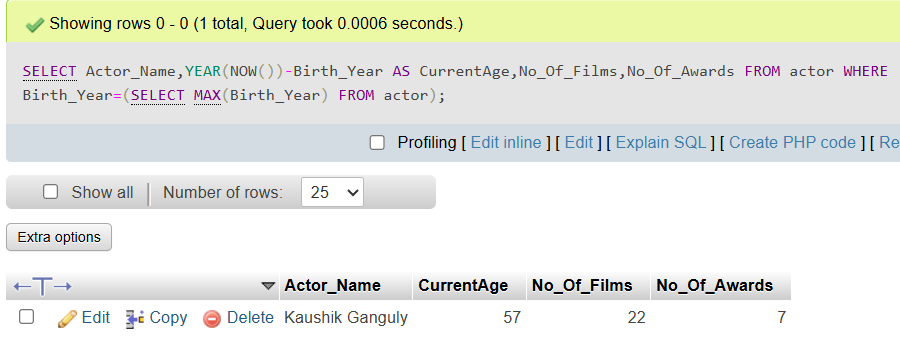 Showing rows 0 - 0 (1 total, Query took 0.0006 seconds.)
SELECT Actor_Name,YEAR(NOW())-Birth_Year AS CurrentAge,No_Of_Films,No_Of_Awards FROM actor WHERE
Birth_Year=(SELECT MAX(Birth_Year) FROM actor);
Profiling [ Edit inline ] [ Edit ] [ Explain SQL ] [ Create PHP code ] [ Re
Show all Number of rows: 25
Extra options
←T→ Actor_Name CurrentAge No_Of_Films No_Of_Awards
Edit Copy Delete Kaushik Ganguly 57 22 7